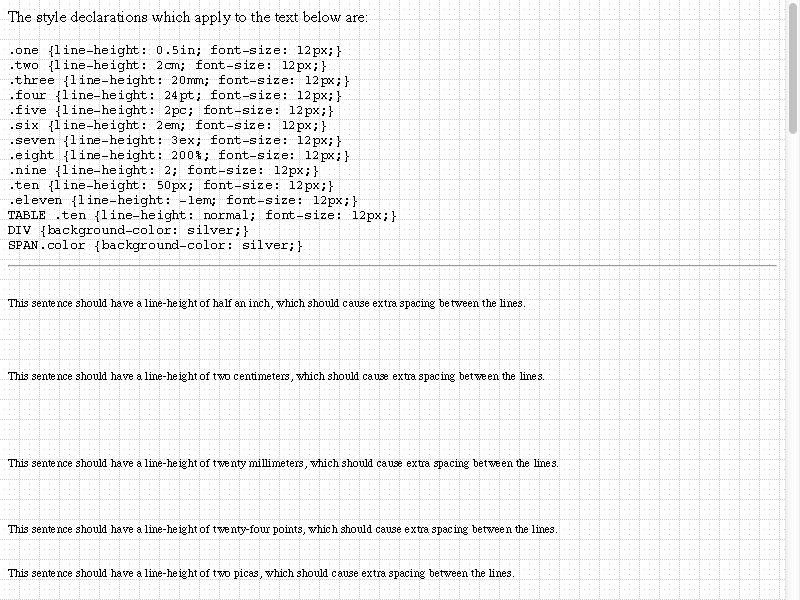 The style declarations which apply to the text below are:
.one {line-height: 0.5in; font-size: 12px;}
.two {line-height: 2cm; font-size: 12px;}
.three {line-height: 20mm; font-size: 12px;}
.four {line-height: 24pt; font-size: 12px;}
.five {line-height: 2pc; font-size: 12px;}
.six {line-height: 2em; font-size: 12px;}
.seven {line-height: 3ex; font-size: 12px;}
.eight {line-height: 200%; font-size: 12px;}
.nine {line-height: 2; font-size: 12px;}
.ten {line-height: 50px; font-size: 12px;}
.eleven {line-height: -1em; font-size: 12px;}
TABLE .ten {line-height: normal; font-size: 12px;}
DIV {background-color: silver;}
SPAN.color {background-color: silver;}
This sentence should have a line-height of half an inch, which should cause extra spacing between the lines.
This sentence should have a line-height of two centimeters, which should cause extra spacing between the lines.
This sentence should have a line-height of twenty millimeters, which should cause extra spacing between the lines.
This sentence should have a line-height of twenty-four points, which should cause extra spacing between the lines.
This sentence should have a line-height of two picas, which should cause extra spacing between the lines.